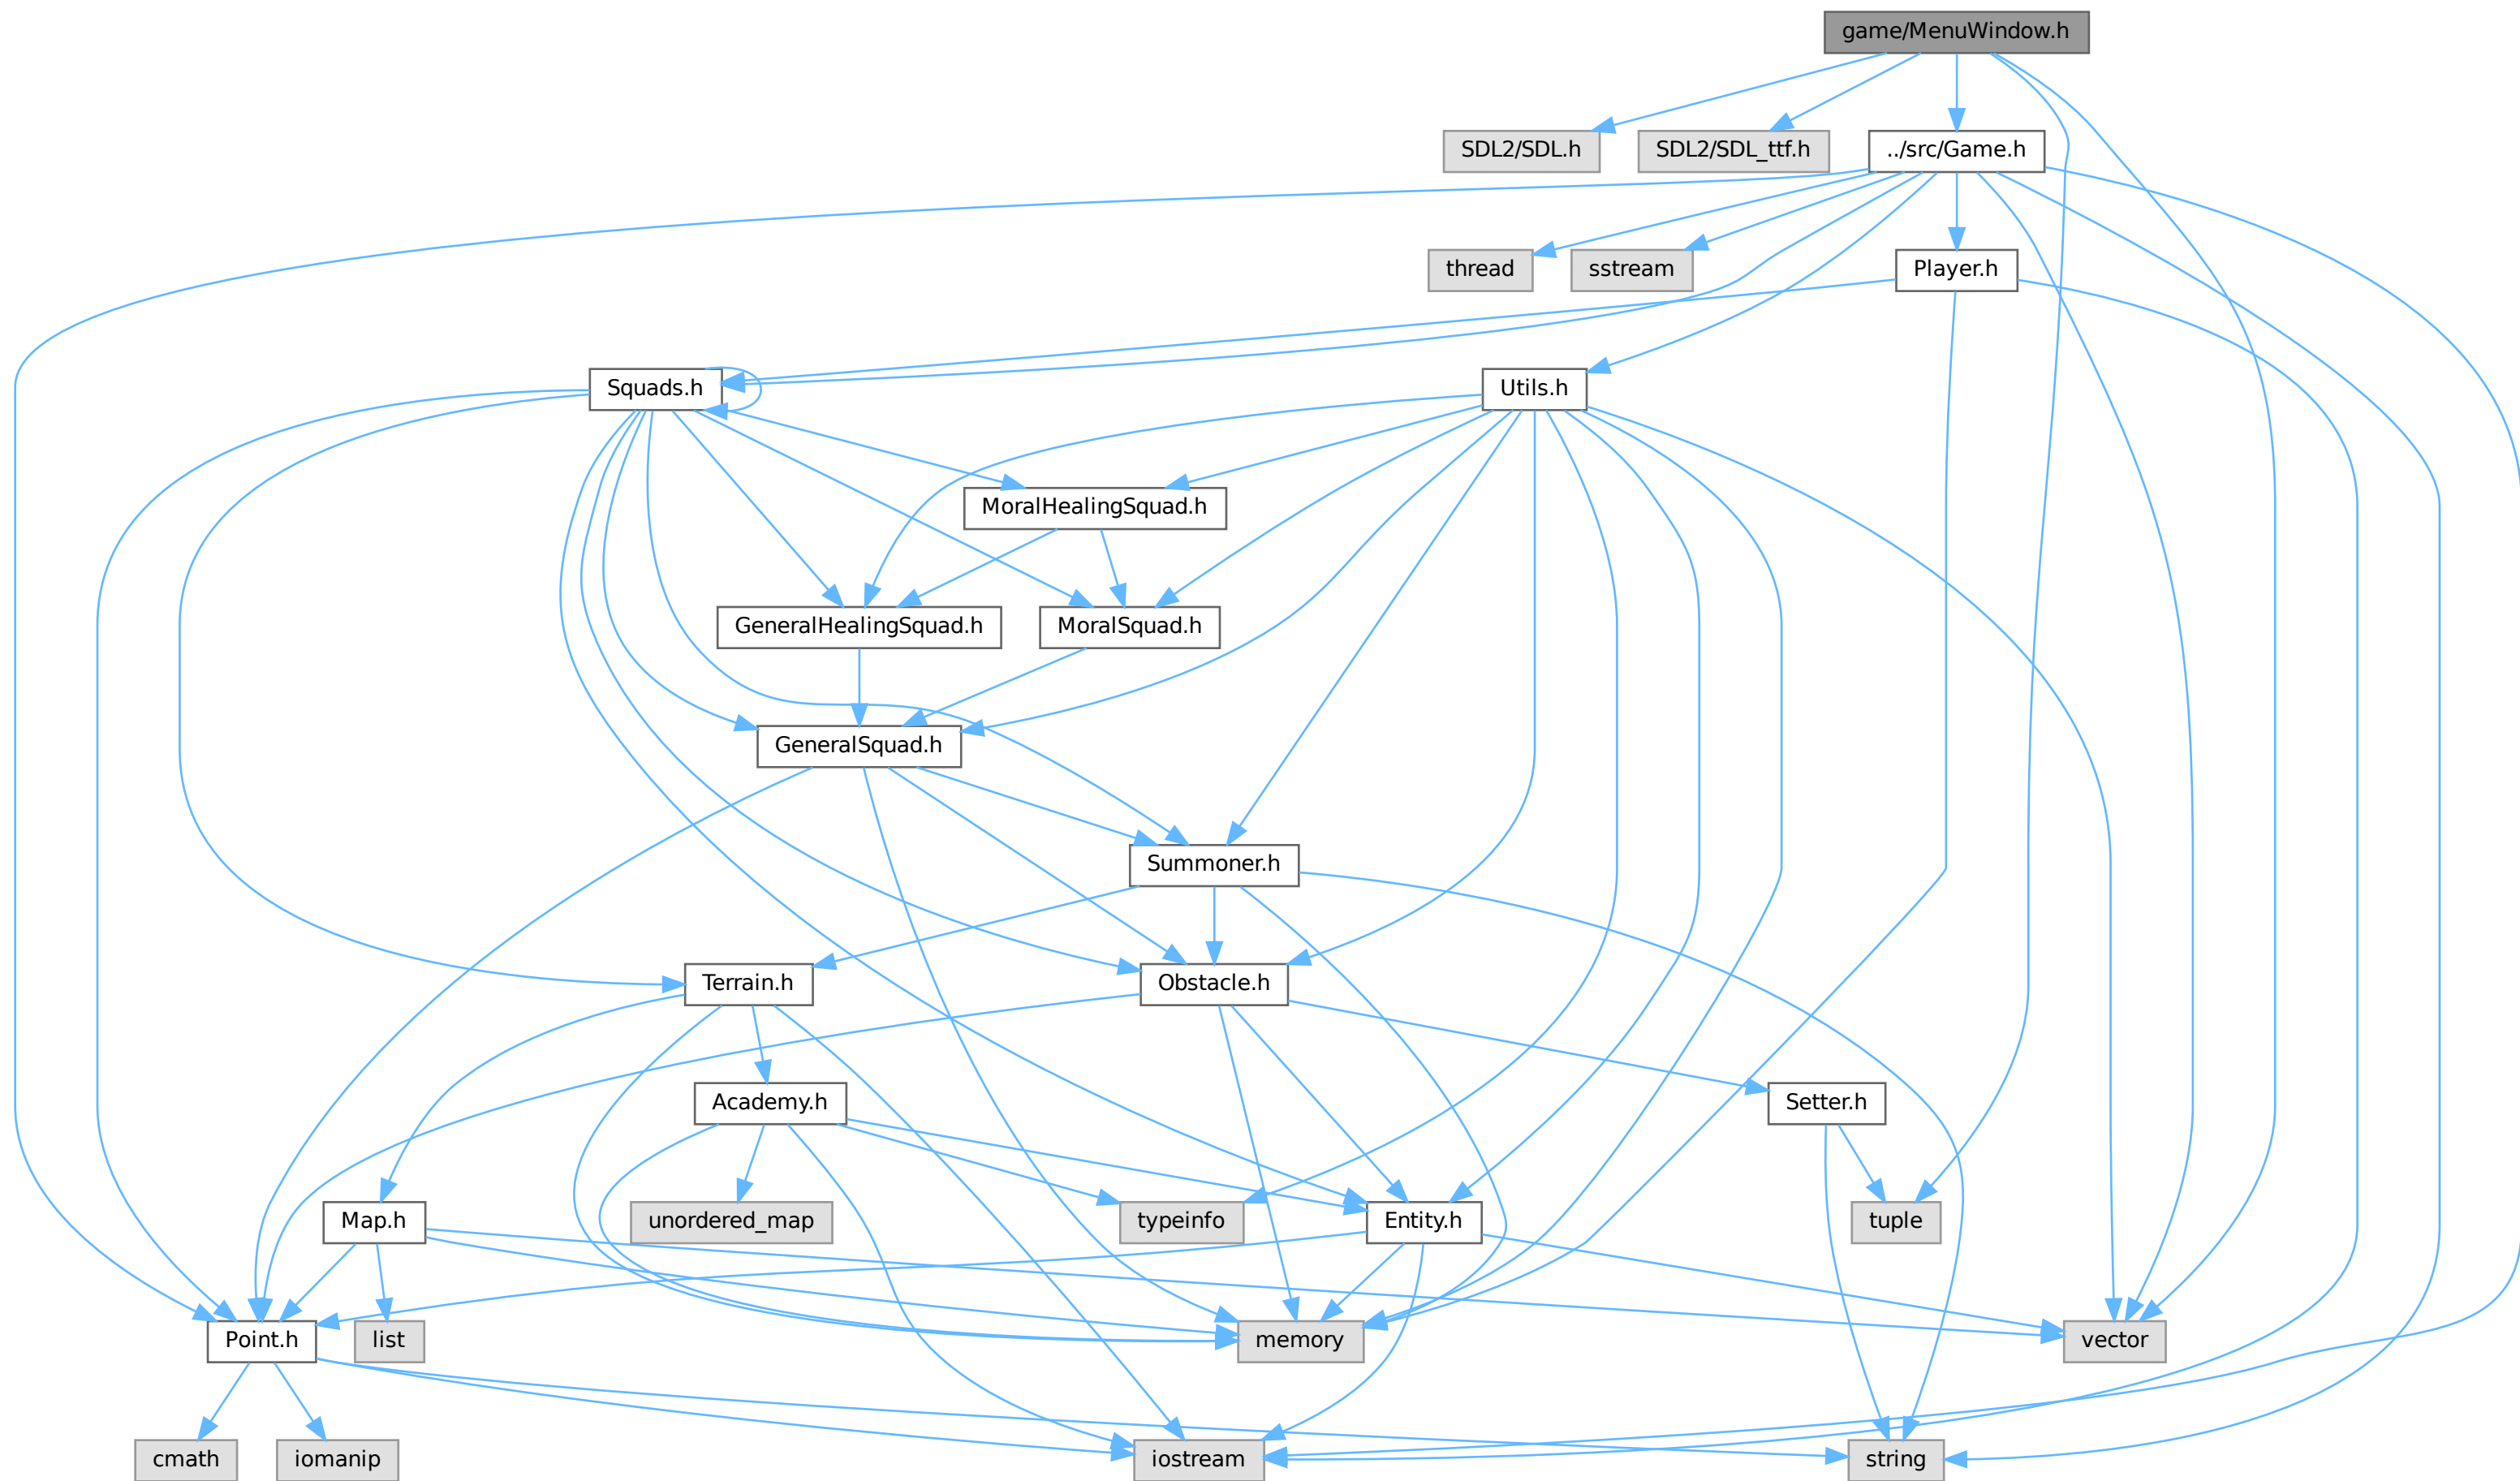 game/MenuWindow.h
SDL2/SDL.h
SDL2/SDL_ttf.h
../src/Game.h
thread
sstream
Player.h
Squads.h
Utils.h
MoralHealingSquad.h
GeneralHealingSquad.h
MoralSquad.h
GeneralSquad.h
Summoner.h
Terrain.h
Obstacle.h
Academy.h
Setter.h
Map.h
unordered_map
typeinfo
Entity.h
tuple
Point.h
list
memory
vector
cmath
iomanip
iostream
string